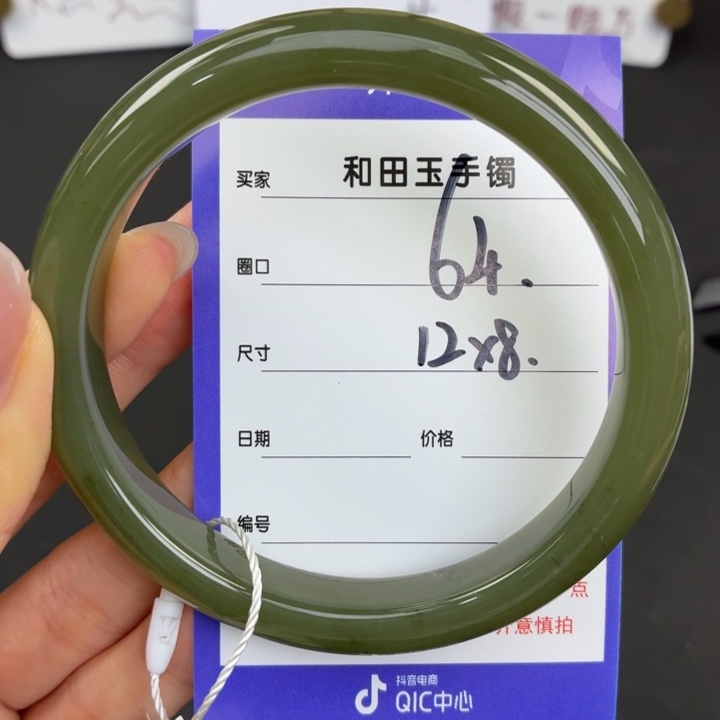 和田玉手镯
买家
圈口 64.
尺寸 12x8.
日期 价格
编号
点
介意慎拍
抖音电商
QIC中心